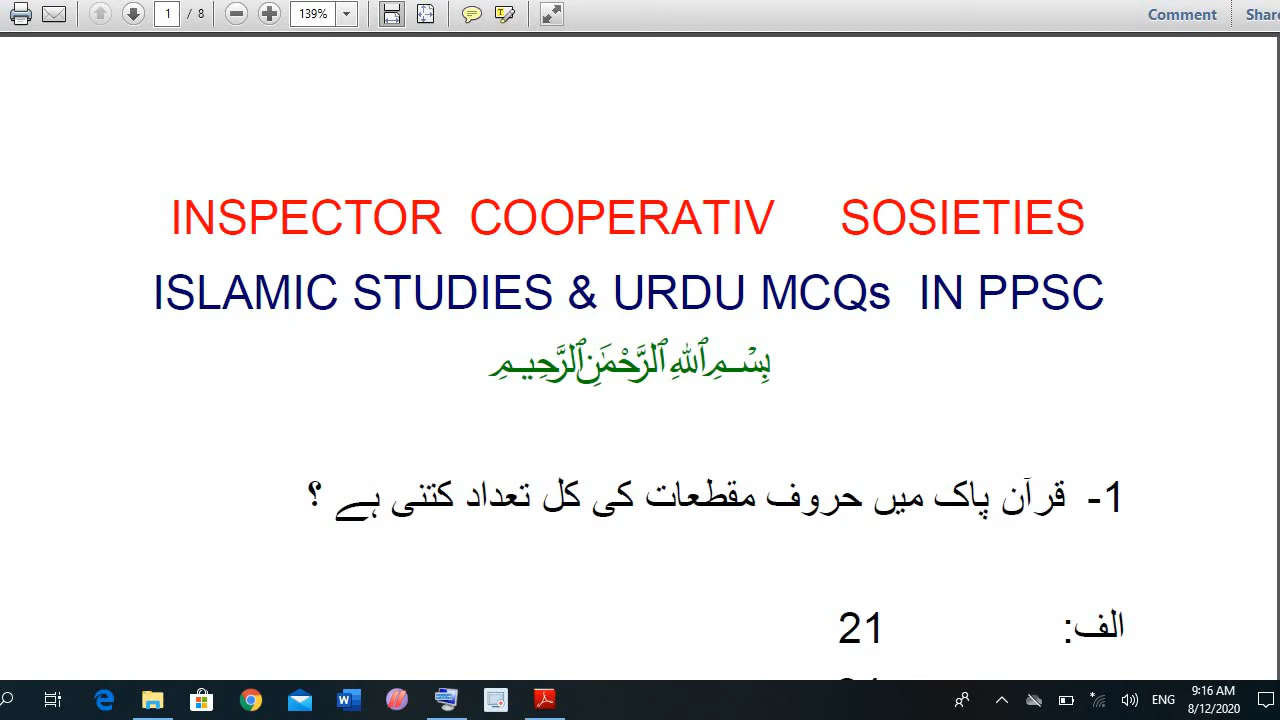 1 / 8 139% Comment Share
INSPECTOR COOPERATIV SOSIETIES
ISLAMIC STUDIES & URDU MCQs IN PPSC
بِسْمِ ٱللَّٰهِ ٱلرَّحْمَٰنِ ٱلرَّحِيمِ
1- قرآن پاک میں حروف مقطعات کی کل تعداد کتنی ہے ؟
الف: 21
ENG 9:16 AM
8/12/2020